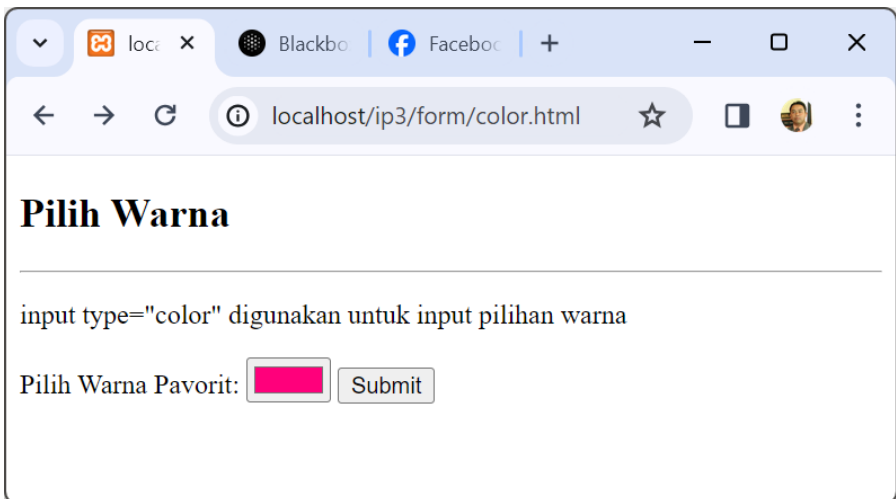 loca
Blackbo
Faceboc
localhost/ip3/form/color.html
Pilih Warna
input type="color" digunakan untuk input pilihan warna
Pilih Warna Pavorit:
Submit